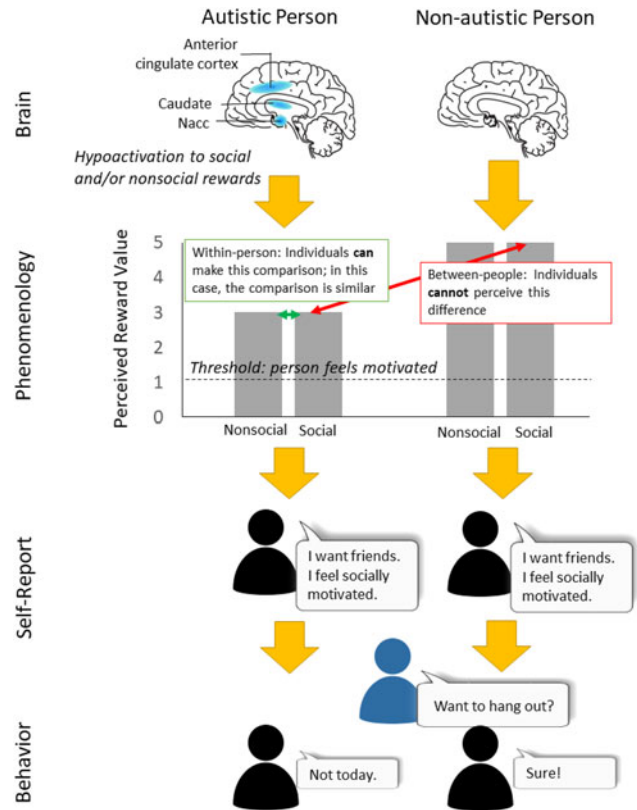 Autistic Person
Non-autistic Person
Brain
Anterior
cingulate cortex
Caudate
Nacc
Hypoactivation to social
and/or nonsocial rewards
Phenomenology
Perceived Reward Value
5
4
3
2
1
0
Within-person: Individuals can
make this comparison; in this
case, the comparison is similar
Between-people: Individuals
cannot perceive this
difference
Threshold: person feels motivated
Nonsocial
Social
Nonsocial
Social
Self-Report
I want friends.
I feel socially
motivated.
I want friends.
I feel socially
motivated.
Behavior
Want to hang out?
Not today.
Sure!